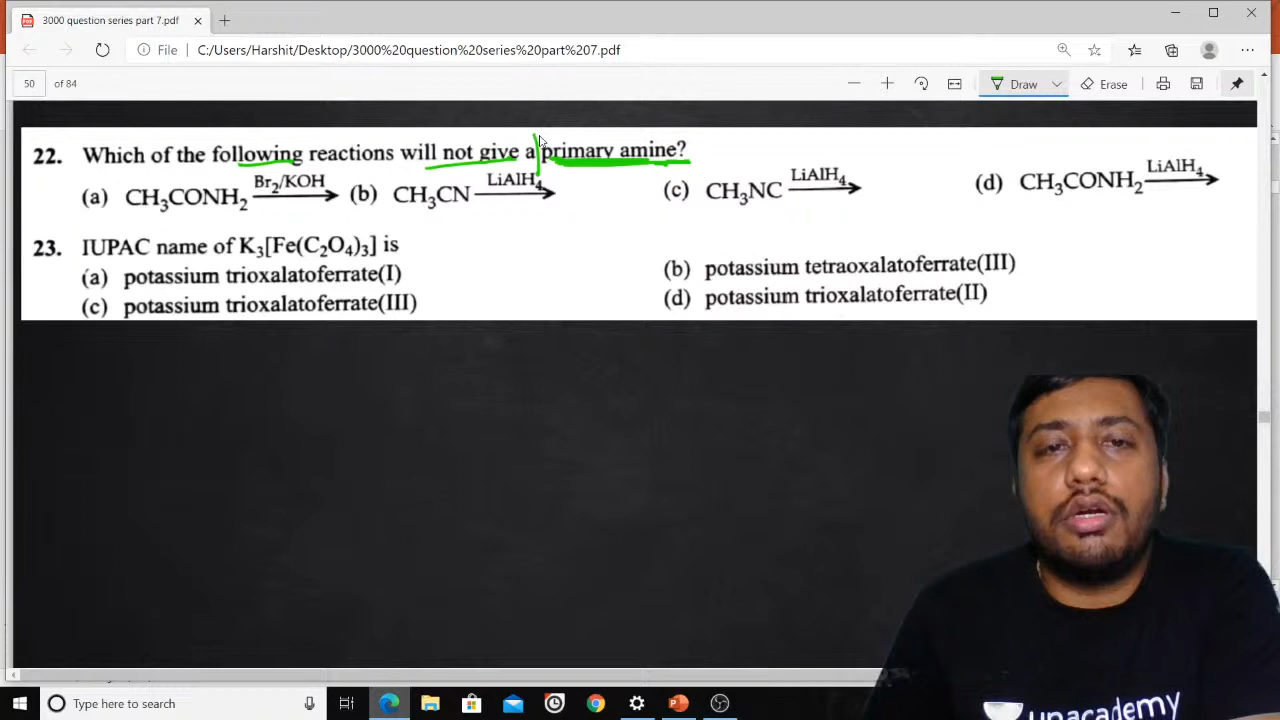 3000 question series part 7.pdf
File C:/Users/Harshit/Desktop/3000%20question%20series%20part%207.pdf
50 of 84 Draw Erase
22. Which of the following reactions will not give a primary amine?
(a) CH₃CONH₂ Br₂/KOH (b) CH₃CN LiAlH₄ (c) CH₃NC LiAlH₄ (d) CH₃CONH₂ LiAlH₄
23. IUPAC name of K₃[Fe(C₂O₄)₃] is
(a) potassium trioxalatoferrate(I) (b) potassium tetraoxalatoferrate(III)
(c) potassium trioxalatoferrate(III) (d) potassium trioxalatoferrate(II)
unacademy
Type here to search